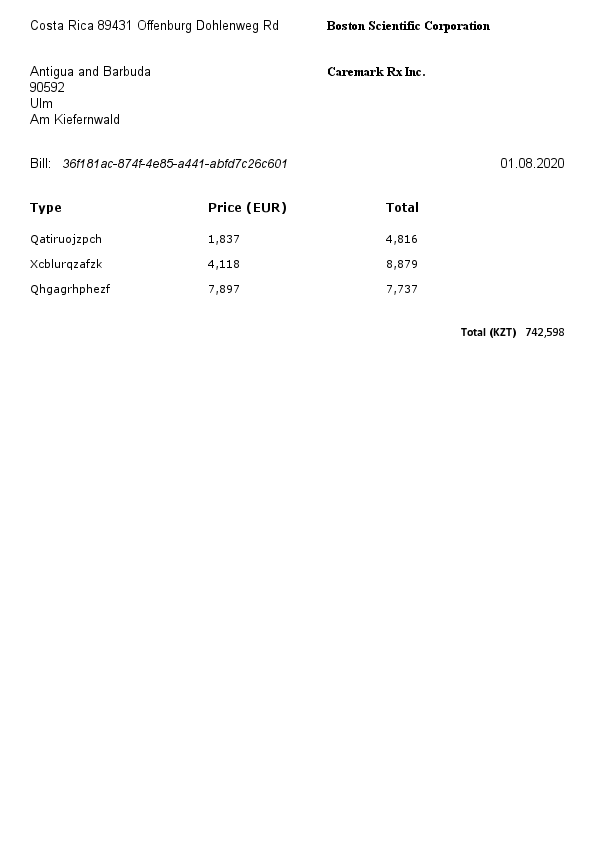 Costa Rica 89431 Offenburg Dohlenweg Rd Boston Scientific Corporation
Antigua and Barbuda Caremark Rx Inc.
90592
Ulm
Am Kiefernwald
Bill: 36f181ac-874f-4e85-a441-abfd7c26c601 01.08.2020
Type Price (EUR) Total
Qatiruojzpch 1,837 4,816
Xcblurqzafzk 4,118 8,879
Qhgagrhphezf 7,897 7,737
Total (KZT) 742,598